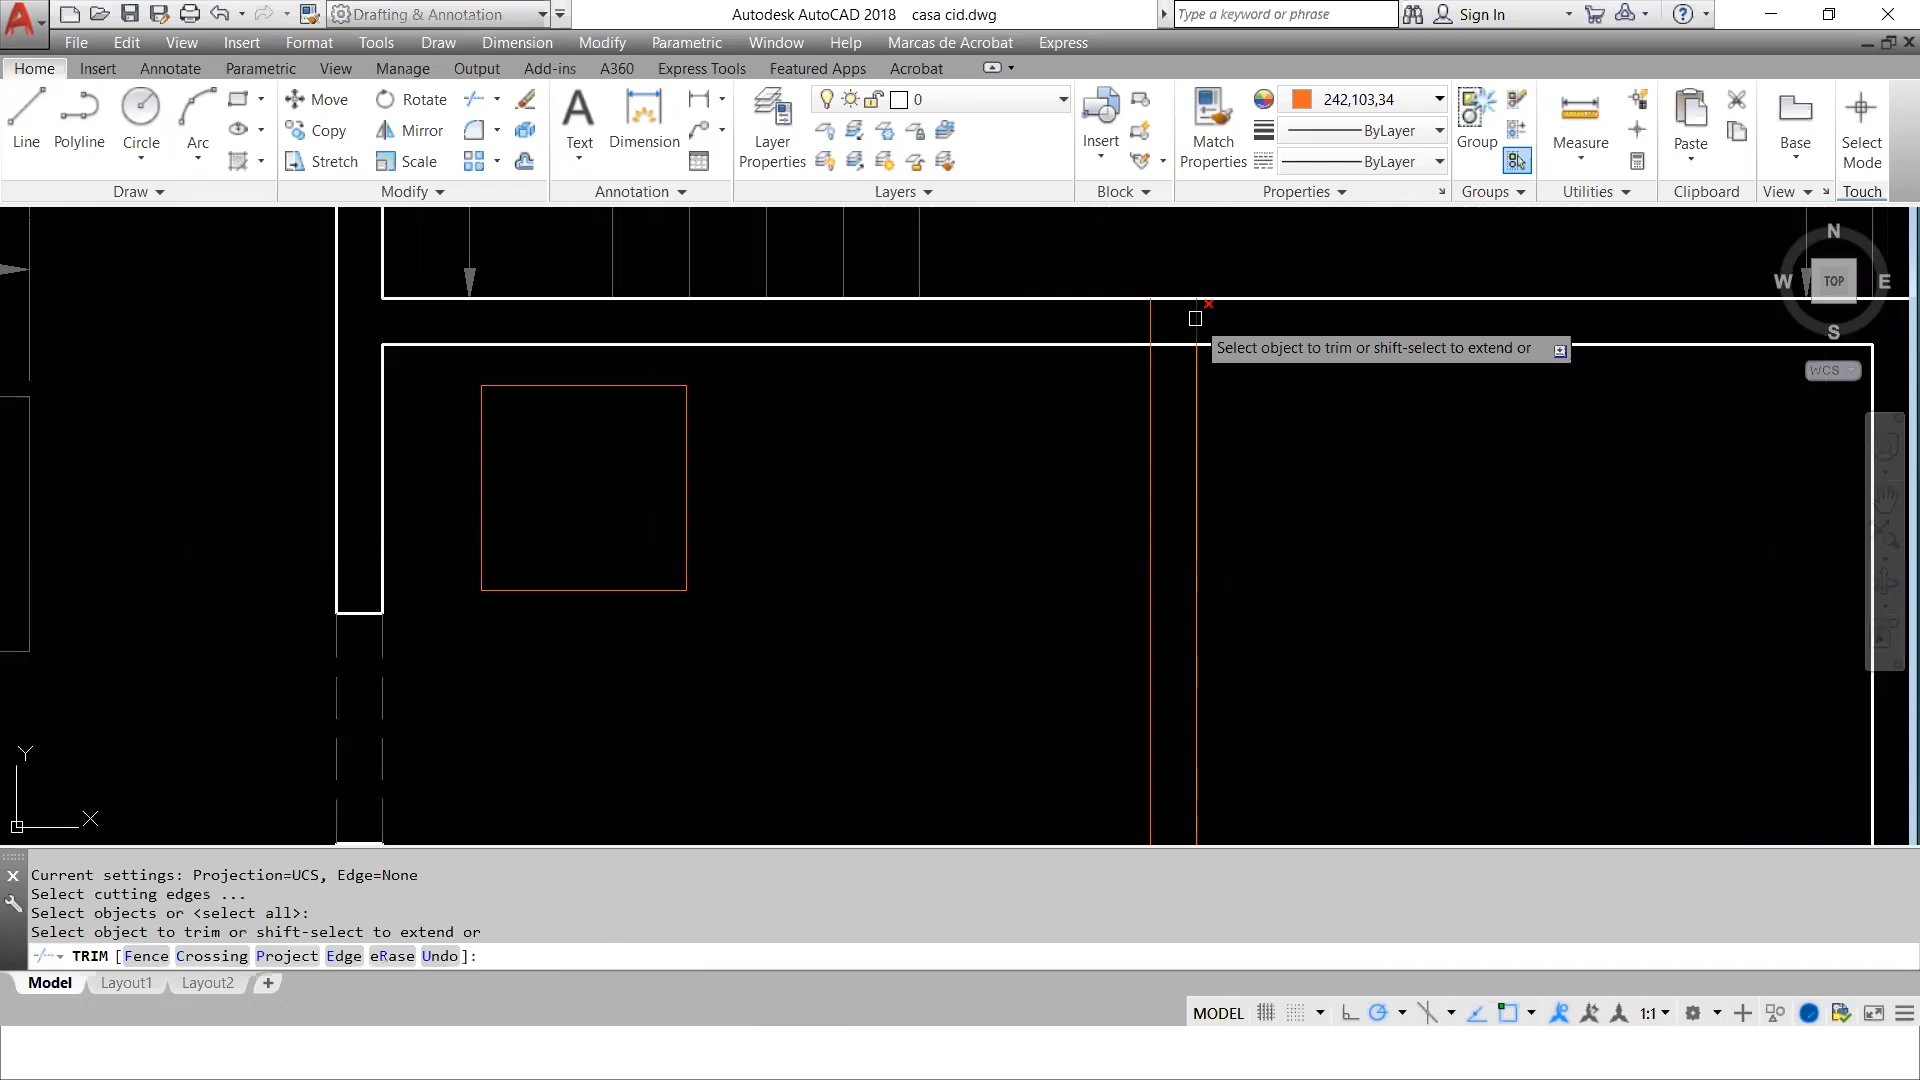 Drafting & Annotation
Autodesk AutoCAD 2018 casa cid.dwg
Type a keyword or phrase
Sign In
File Edit View Insert Format Tools Draw Dimension Modify Parametric Window Help Marcas de Acrobat Express
Home Insert Annotate Parametric View Manage Output Add-ins A360 Express Tools Featured Apps Acrobat
Line Polyline Circle Arc
Move Rotate
Copy Mirror
Stretch Scale
Text Dimension
Layer Properties
0
Insert
Match Properties
242,103,34
ByLayer
ByLayer
Group
Measure
Paste
Base
Select Mode
Draw Modify Annotation Layers Block Properties Groups Utilities Clipboard View Touch
N
W TOP E
S
WCS
Select object to trim or shift-select to extend or
Y
X
Current settings: Projection=UCS, Edge=None
Select cutting edges ...
Select objects or <select all>:
Select object to trim or shift-select to extend or
TRIM [Fence Crossing Project Edge eRase Undo]:
Model Layout1 Layout2 +
MODEL 1:1